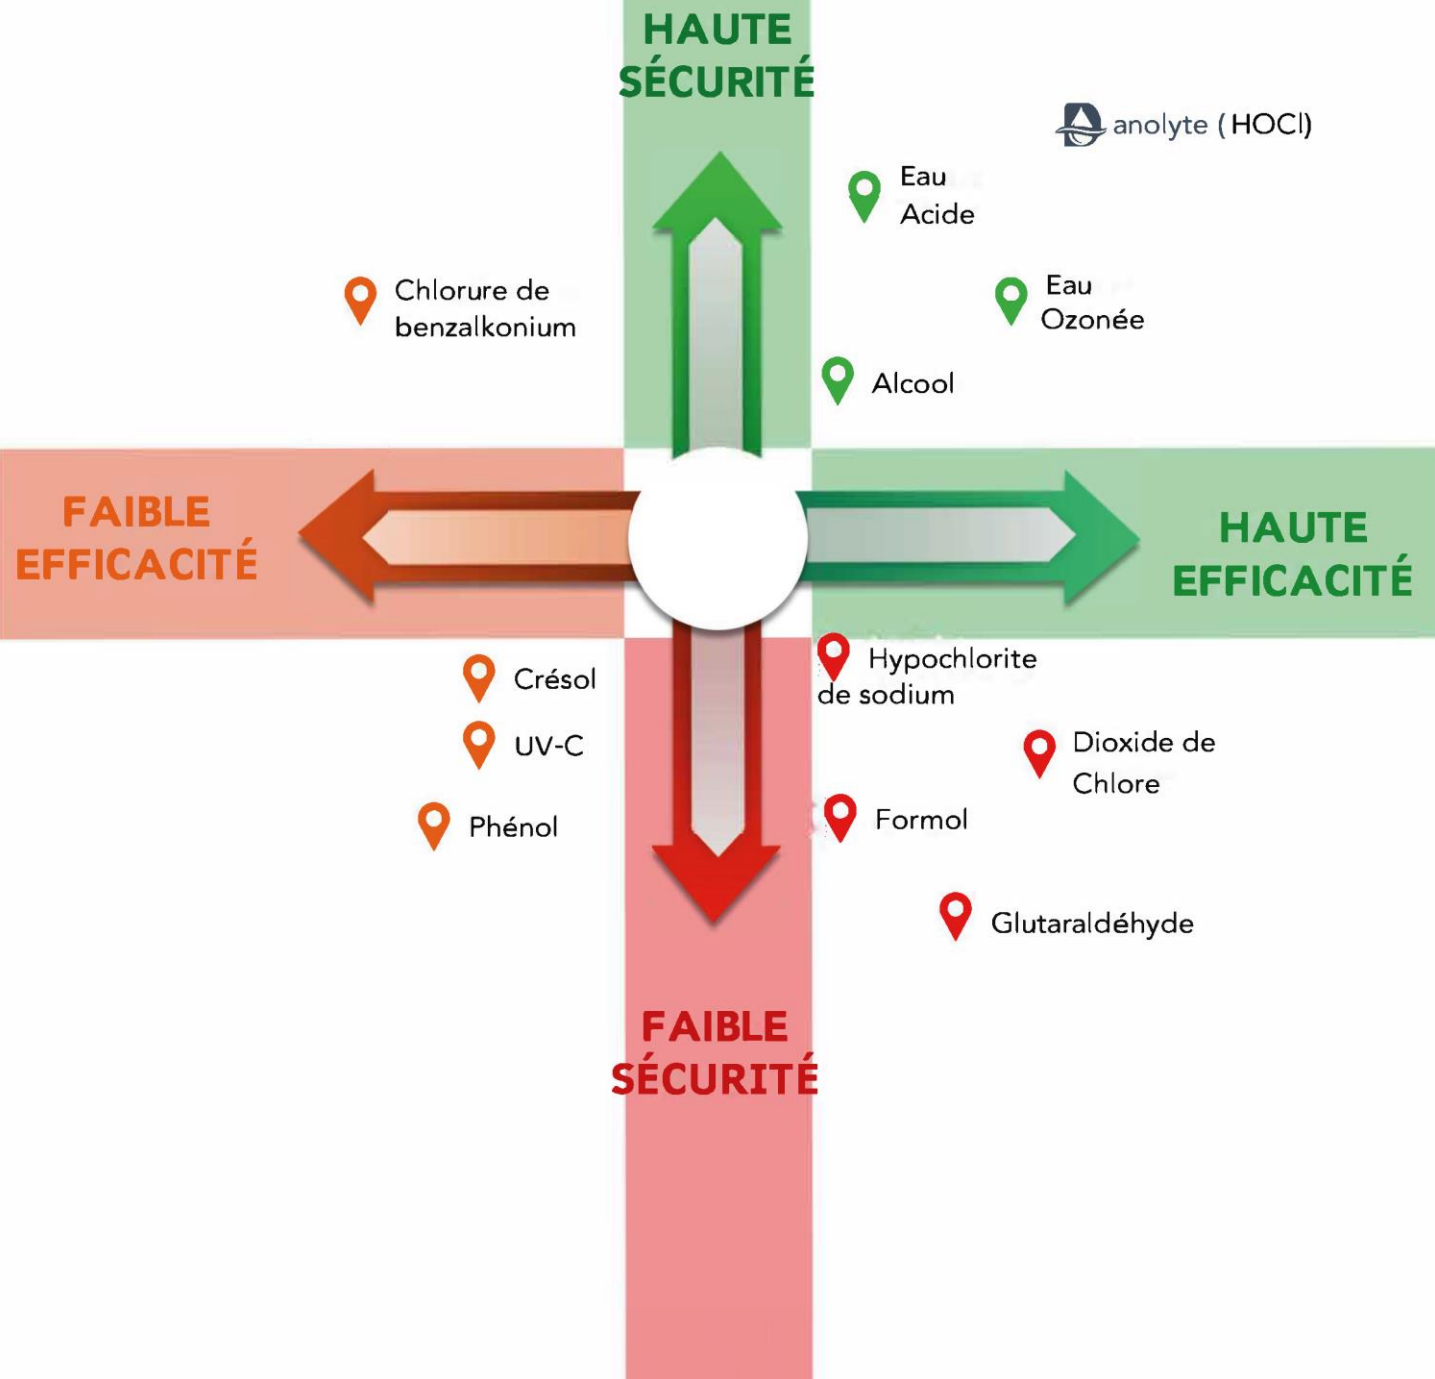 HAUTE
SÉCURITÉ
anolyte (HOCl)
Eau
Acide
Chlorure de
benzalkonium
Eau
Ozonée
Alcool
FAIBLE
EFFICACITÉ
HAUTE
EFFICACITÉ
Crésol
UV-C
Phénol
Hypochlorite
de sodium
Dioxide de
Chlore
Formol
Glutaraldéhyde
FAIBLE
SÉCURITÉ